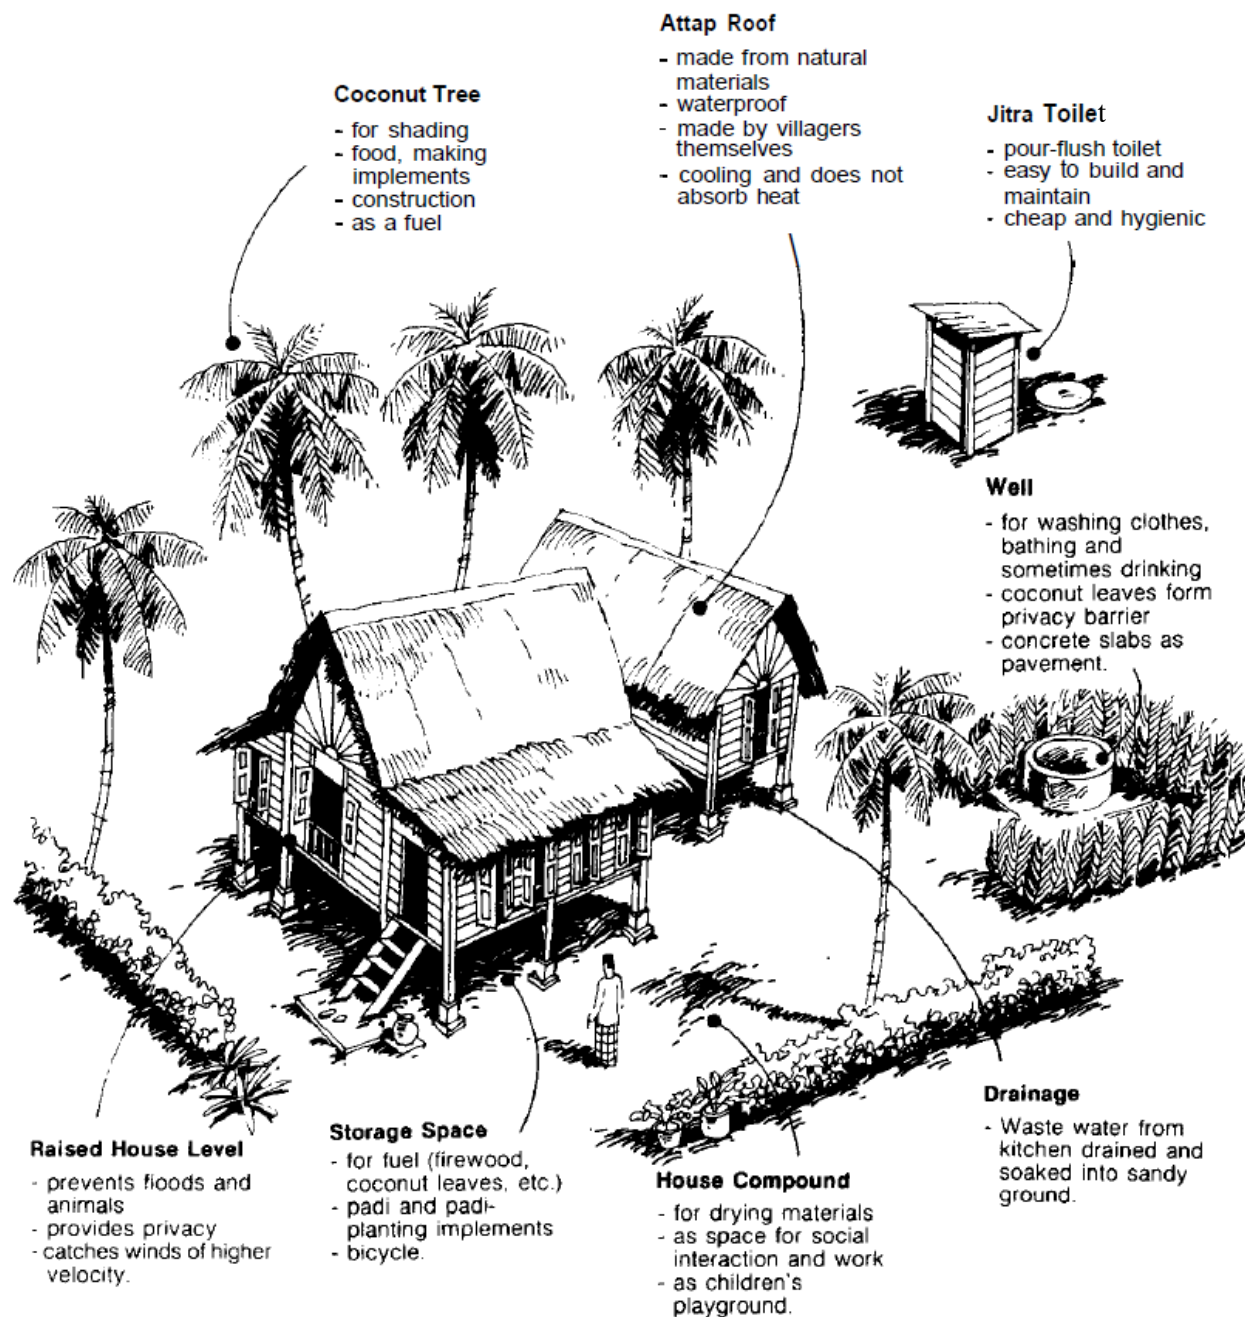 Attap Roof
- made from natural
materials
- waterproof
- made by villagers
themselves
- cooling and does not
absorb heat
Coconut Tree
- for shading
- food, making
implements
- construction
- as a fuel
Jitra Toilet
- pour-flush toilet
- easy to build and
maintain
- cheap and hygienic
Well
- for washing clothes,
bathing and
sometimes drinking
- coconut leaves form
privacy barrier
- concrete slabs as
pavement.
Raised House Level
- prevents floods and
animals
- provides privacy
- catches winds of higher
velocity.
Storage Space
- for fuel (firewood,
coconut leaves, etc.)
- padi and padi-
planting implements
- bicycle.
House Compound
- for drying materials
- as space for social
interaction and work
- as children's
playground.
Drainage
- Waste water from
kitchen drained and
soaked into sandy
ground.